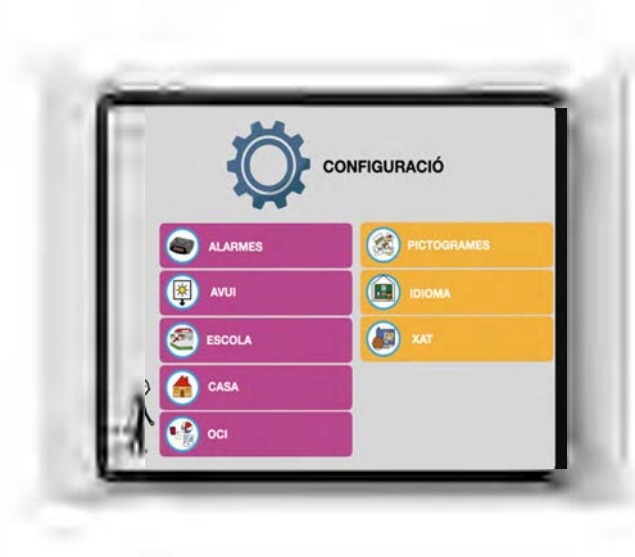 CONFIGURACIÓ
ALARMES
AVUI
ESCOLA
CASA
OCI
PICTOGRAMES
IDIOMA
XAT